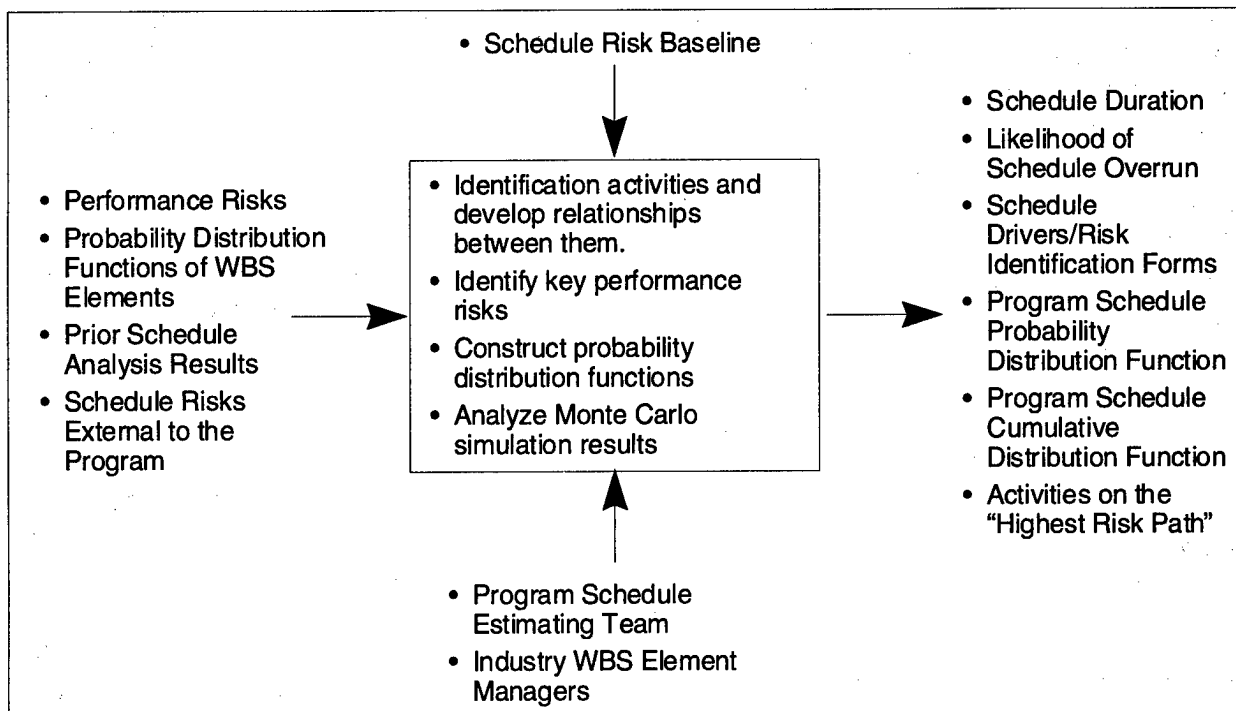 • Schedule Risk Baseline
• Performance Risks
• Probability Distribution
Functions of WBS
Elements
• Prior Schedule
Analysis Results
• Schedule Risks
External to the
Program
• Identification activities and
develop relationships
between them.
• Identify key performance
risks
• Construct probability
distribution functions
• Analyze Monte Carlo
simulation results
• Program Schedule
Estimating Team
• Industry WBS Element
Managers
• Schedule Duration
• Likelihood of
Schedule Overrun
• Schedule
Drivers/Risk
Identification Forms
• Program Schedule
Probability
Distribution Function
• Program Schedule
Cumulative
Distribution Function
• Activities on the
“Highest Risk Path”